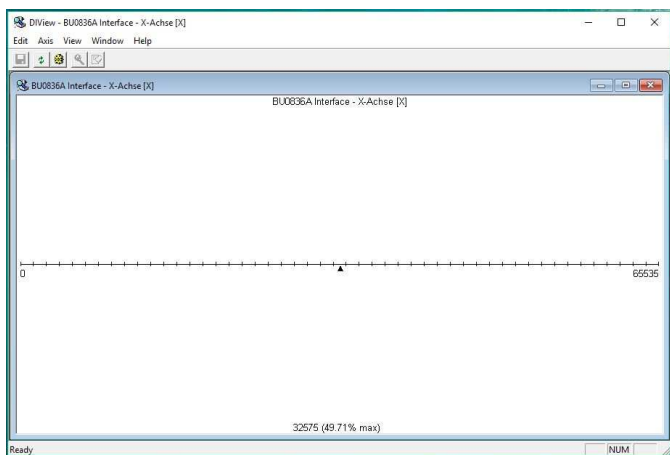 DIView - BU0836A Interface - X-Achse [X]
Edit Axis View Window Help
BU0836A Interface - X-Achse [X]
BU0836A Interface - X-Achse [X]
0 65535
32575 (49.71% max)
Ready NUM